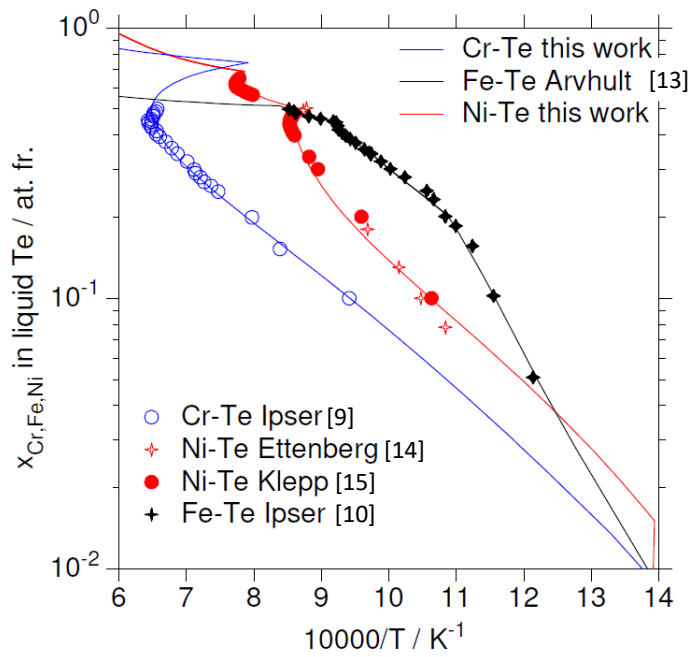 10⁰
Cr-Te this work
Fe-Te Arvhult [13]
Ni-Te this work
x_Cr,Fe,Ni in liquid Te / at. fr.
10⁻¹
Cr-Te Ipser [9]
Ni-Te Ettenberg [14]
Ni-Te Klepp [15]
Fe-Te Ipser [10]
10⁻²
6 7 8 9 10 11 12 13 14
10000/T / K⁻¹